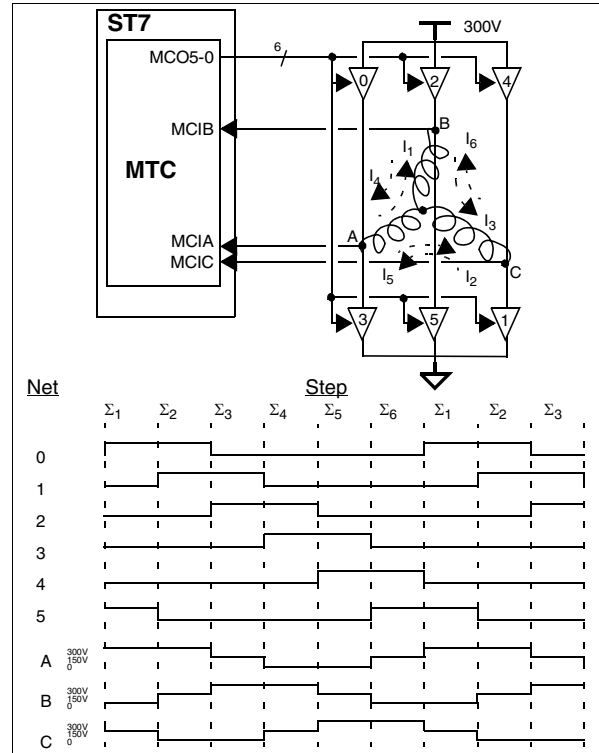 ST7
MCO5-0
6
300V
0
2
4
MCIB
B
MTC
I1
I6
I4
I3
A
MCIA
MCIC
I5
I2
C
3
5
1
Net
Step
Σ1 Σ2 Σ3 Σ4 Σ5 Σ6 Σ1 Σ2 Σ3
0
1
2
3
4
5
A 300V 150V 0
B 300V 150V 0
C 300V 150V 0